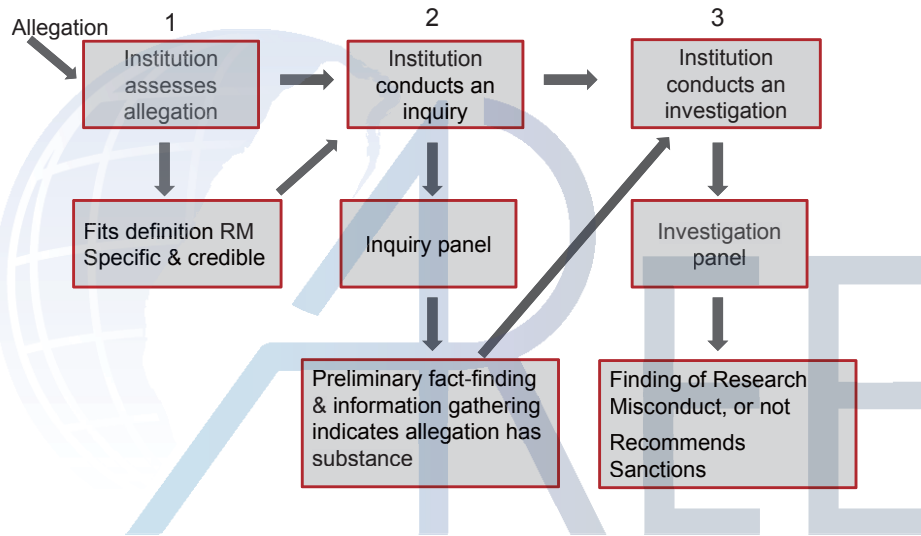 Allegation
1
Institution
assesses
allegation
Fits definition RM
Specific & credible
2
Institution
conducts an
inquiry
Inquiry panel
Preliminary fact-finding
& information gathering
indicates allegation has
substance
3
Institution
conducts an
investigation
Investigation
panel
Finding of Research
Misconduct, or not
Recommends
Sanctions